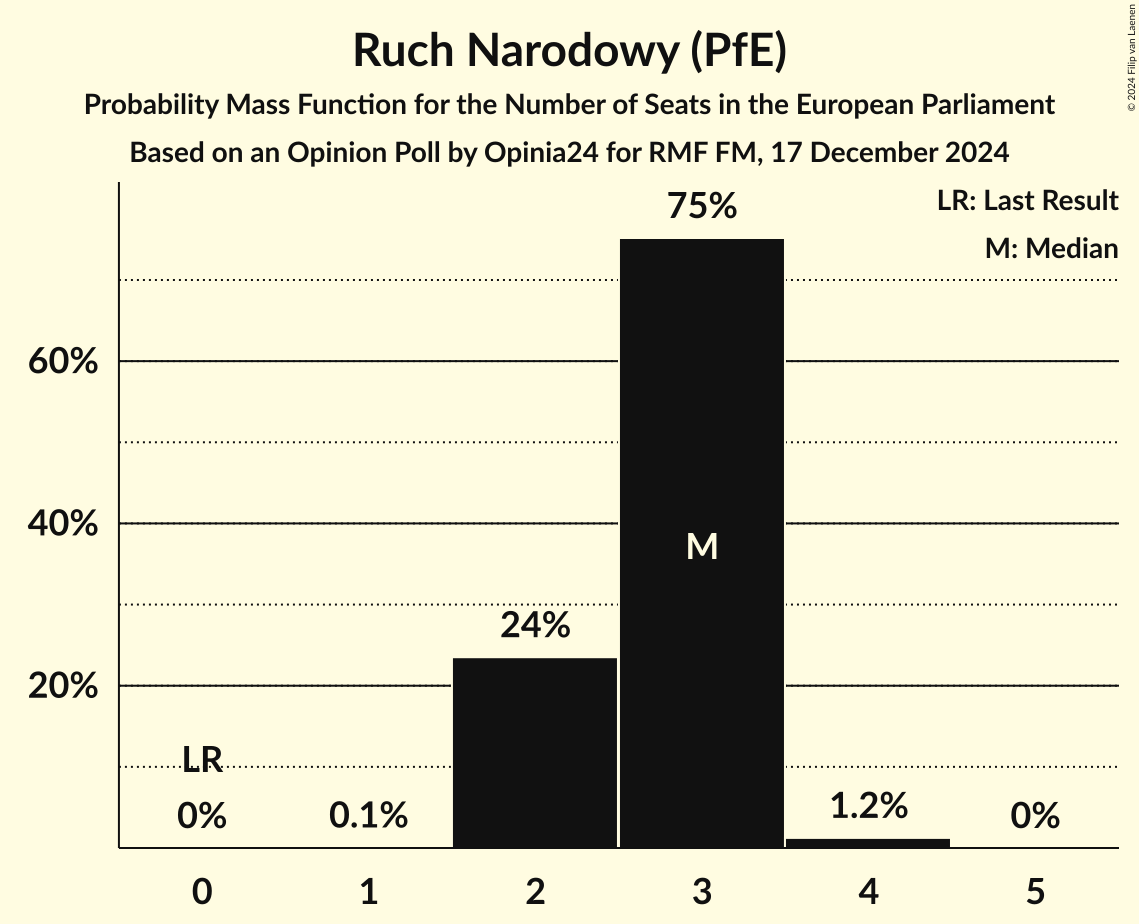 Ruch Narodowy (PfE)
Probability Mass Function for the Number of Seats in the European Parliament
Based on an Opinion Poll by Opinia24 for RMF FM, 17 December 2024
© 2024 Filip van Laenen
LR: Last Result
M: Median
75%
60%
40%
M
24%
20%
LR
0%
0.1%
1.2%
0%
0 1 2 3 4 5